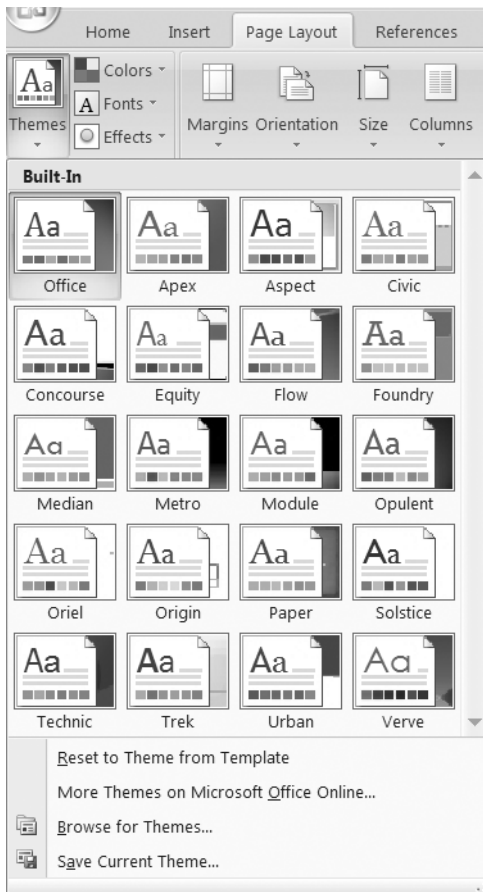 Home Insert Page Layout References
Aa Colors
A Fonts
Themes Effects Margins Orientation Size Columns
Built-In
Aa Aa Aa Aa
Office Apex Aspect Civic
Aa Aa Aa Aa
Concourse Equity Flow Foundry
Aa Aa Aa Aa
Median Metro Module Opulent
Aa Aa Aa Aa
Oriel Origin Paper Solstice
Aa Aa Aa Aa
Technic Trek Urban Verve
Reset to Theme from Template
More Themes on Microsoft Office Online...
Browse for Themes...
Save Current Theme...